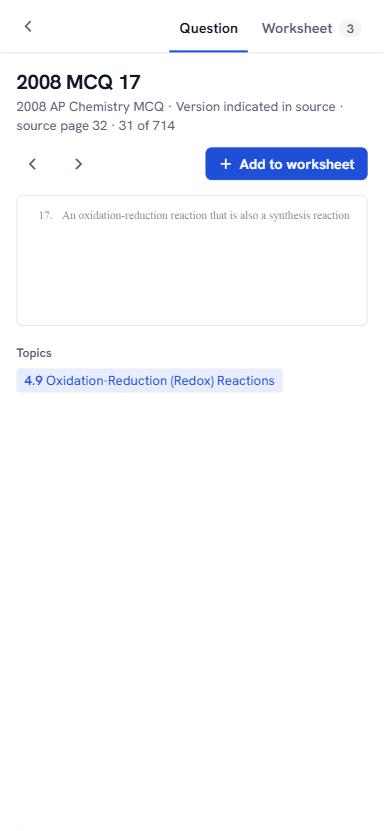 Question
Worksheet 3
2008 MCQ 17
2008 AP Chemistry MCQ · Version indicated in source ·
source page 32 · 31 of 714
+ Add to worksheet
17. An oxidation-reduction reaction that is also a synthesis reaction
Topics
4.9 Oxidation-Reduction (Redox) Reactions